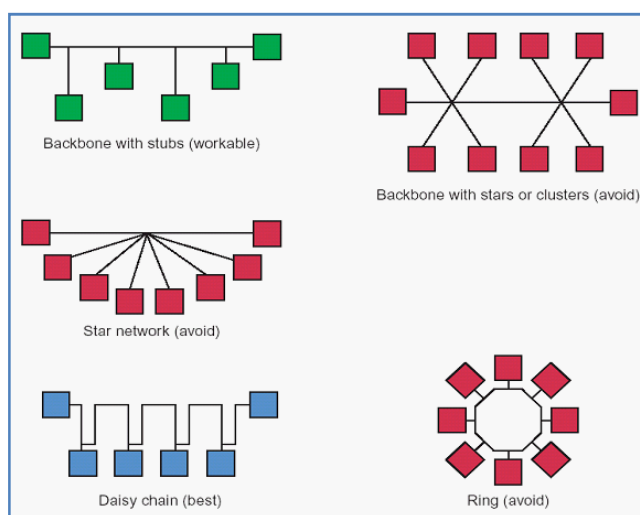 Backbone with stubs (workable)
Backbone with stars or clusters (avoid)
Star network (avoid)
Daisy chain (best)
Ring (avoid)